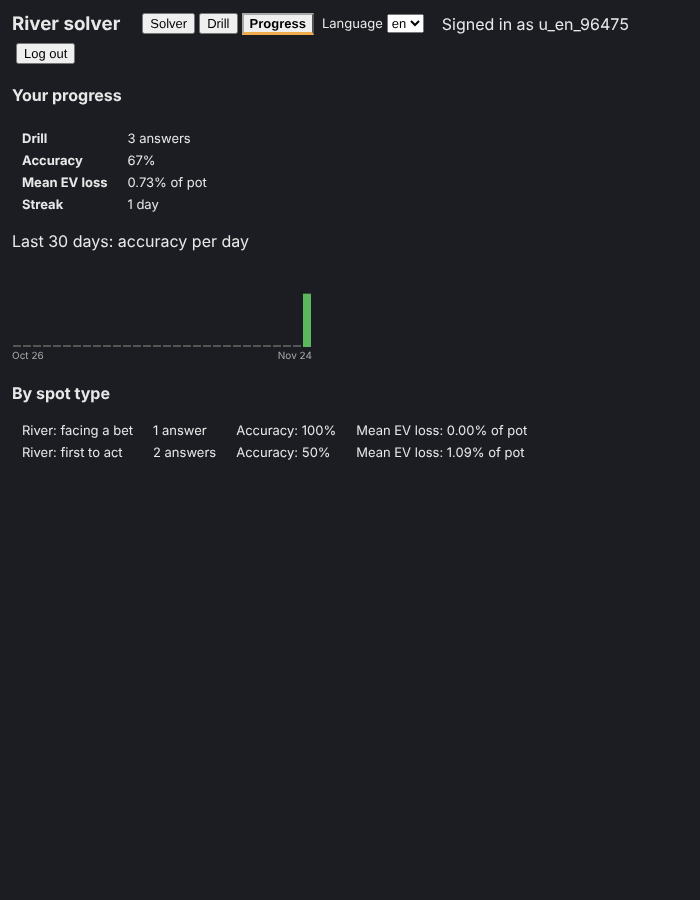 River solver Solver Drill Progress Language en Signed in as u_en_96475
Log out
Your progress
Drill 3 answers
Accuracy 67%
Mean EV loss 0.73% of pot
Streak 1 day
Last 30 days: accuracy per day
Oct 26 Nov 24
By spot type
River: facing a bet 1 answer Accuracy: 100% Mean EV loss: 0.00% of pot
River: first to act 2 answers Accuracy: 50% Mean EV loss: 1.09% of pot